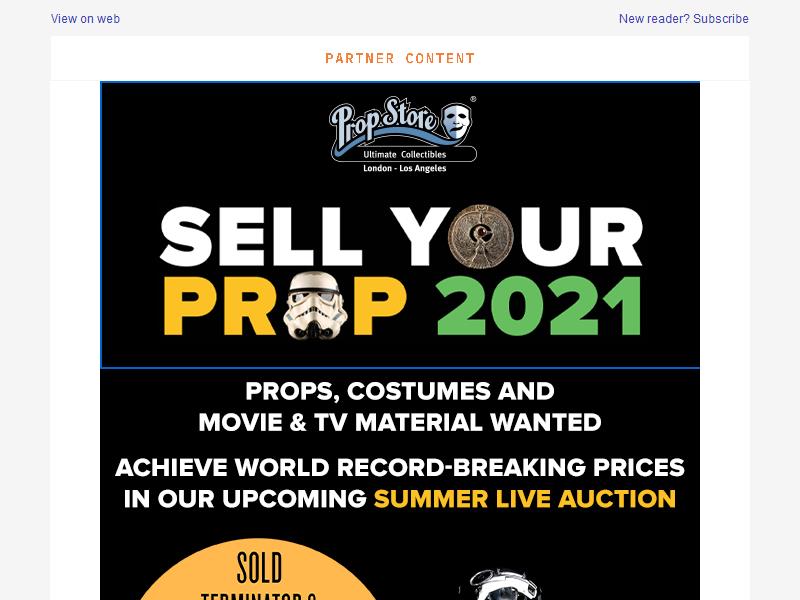 View on web
New reader? Subscribe
PARTNER CONTENT
Prop Store®
Ultimate Collectibles
London - Los Angeles
SELL YOUR
PROP 2021
PROPS, COSTUMES AND
MOVIE & TV MATERIAL WANTED
ACHIEVE WORLD RECORD-BREAKING PRICES
IN OUR UPCOMING SUMMER LIVE AUCTION
SOLD
TERMINATOR 2